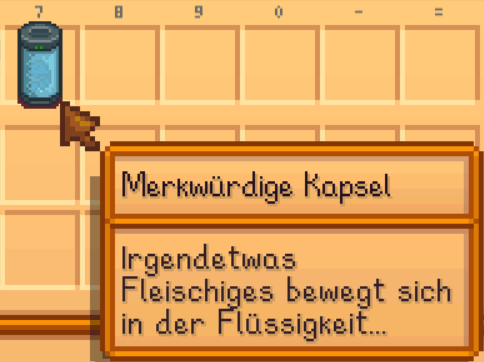 7 8 9 0 - =
Merkwürdige Kapsel
Irgendetwas
Fleischiges bewegt sich
in der Flüssigkeit...